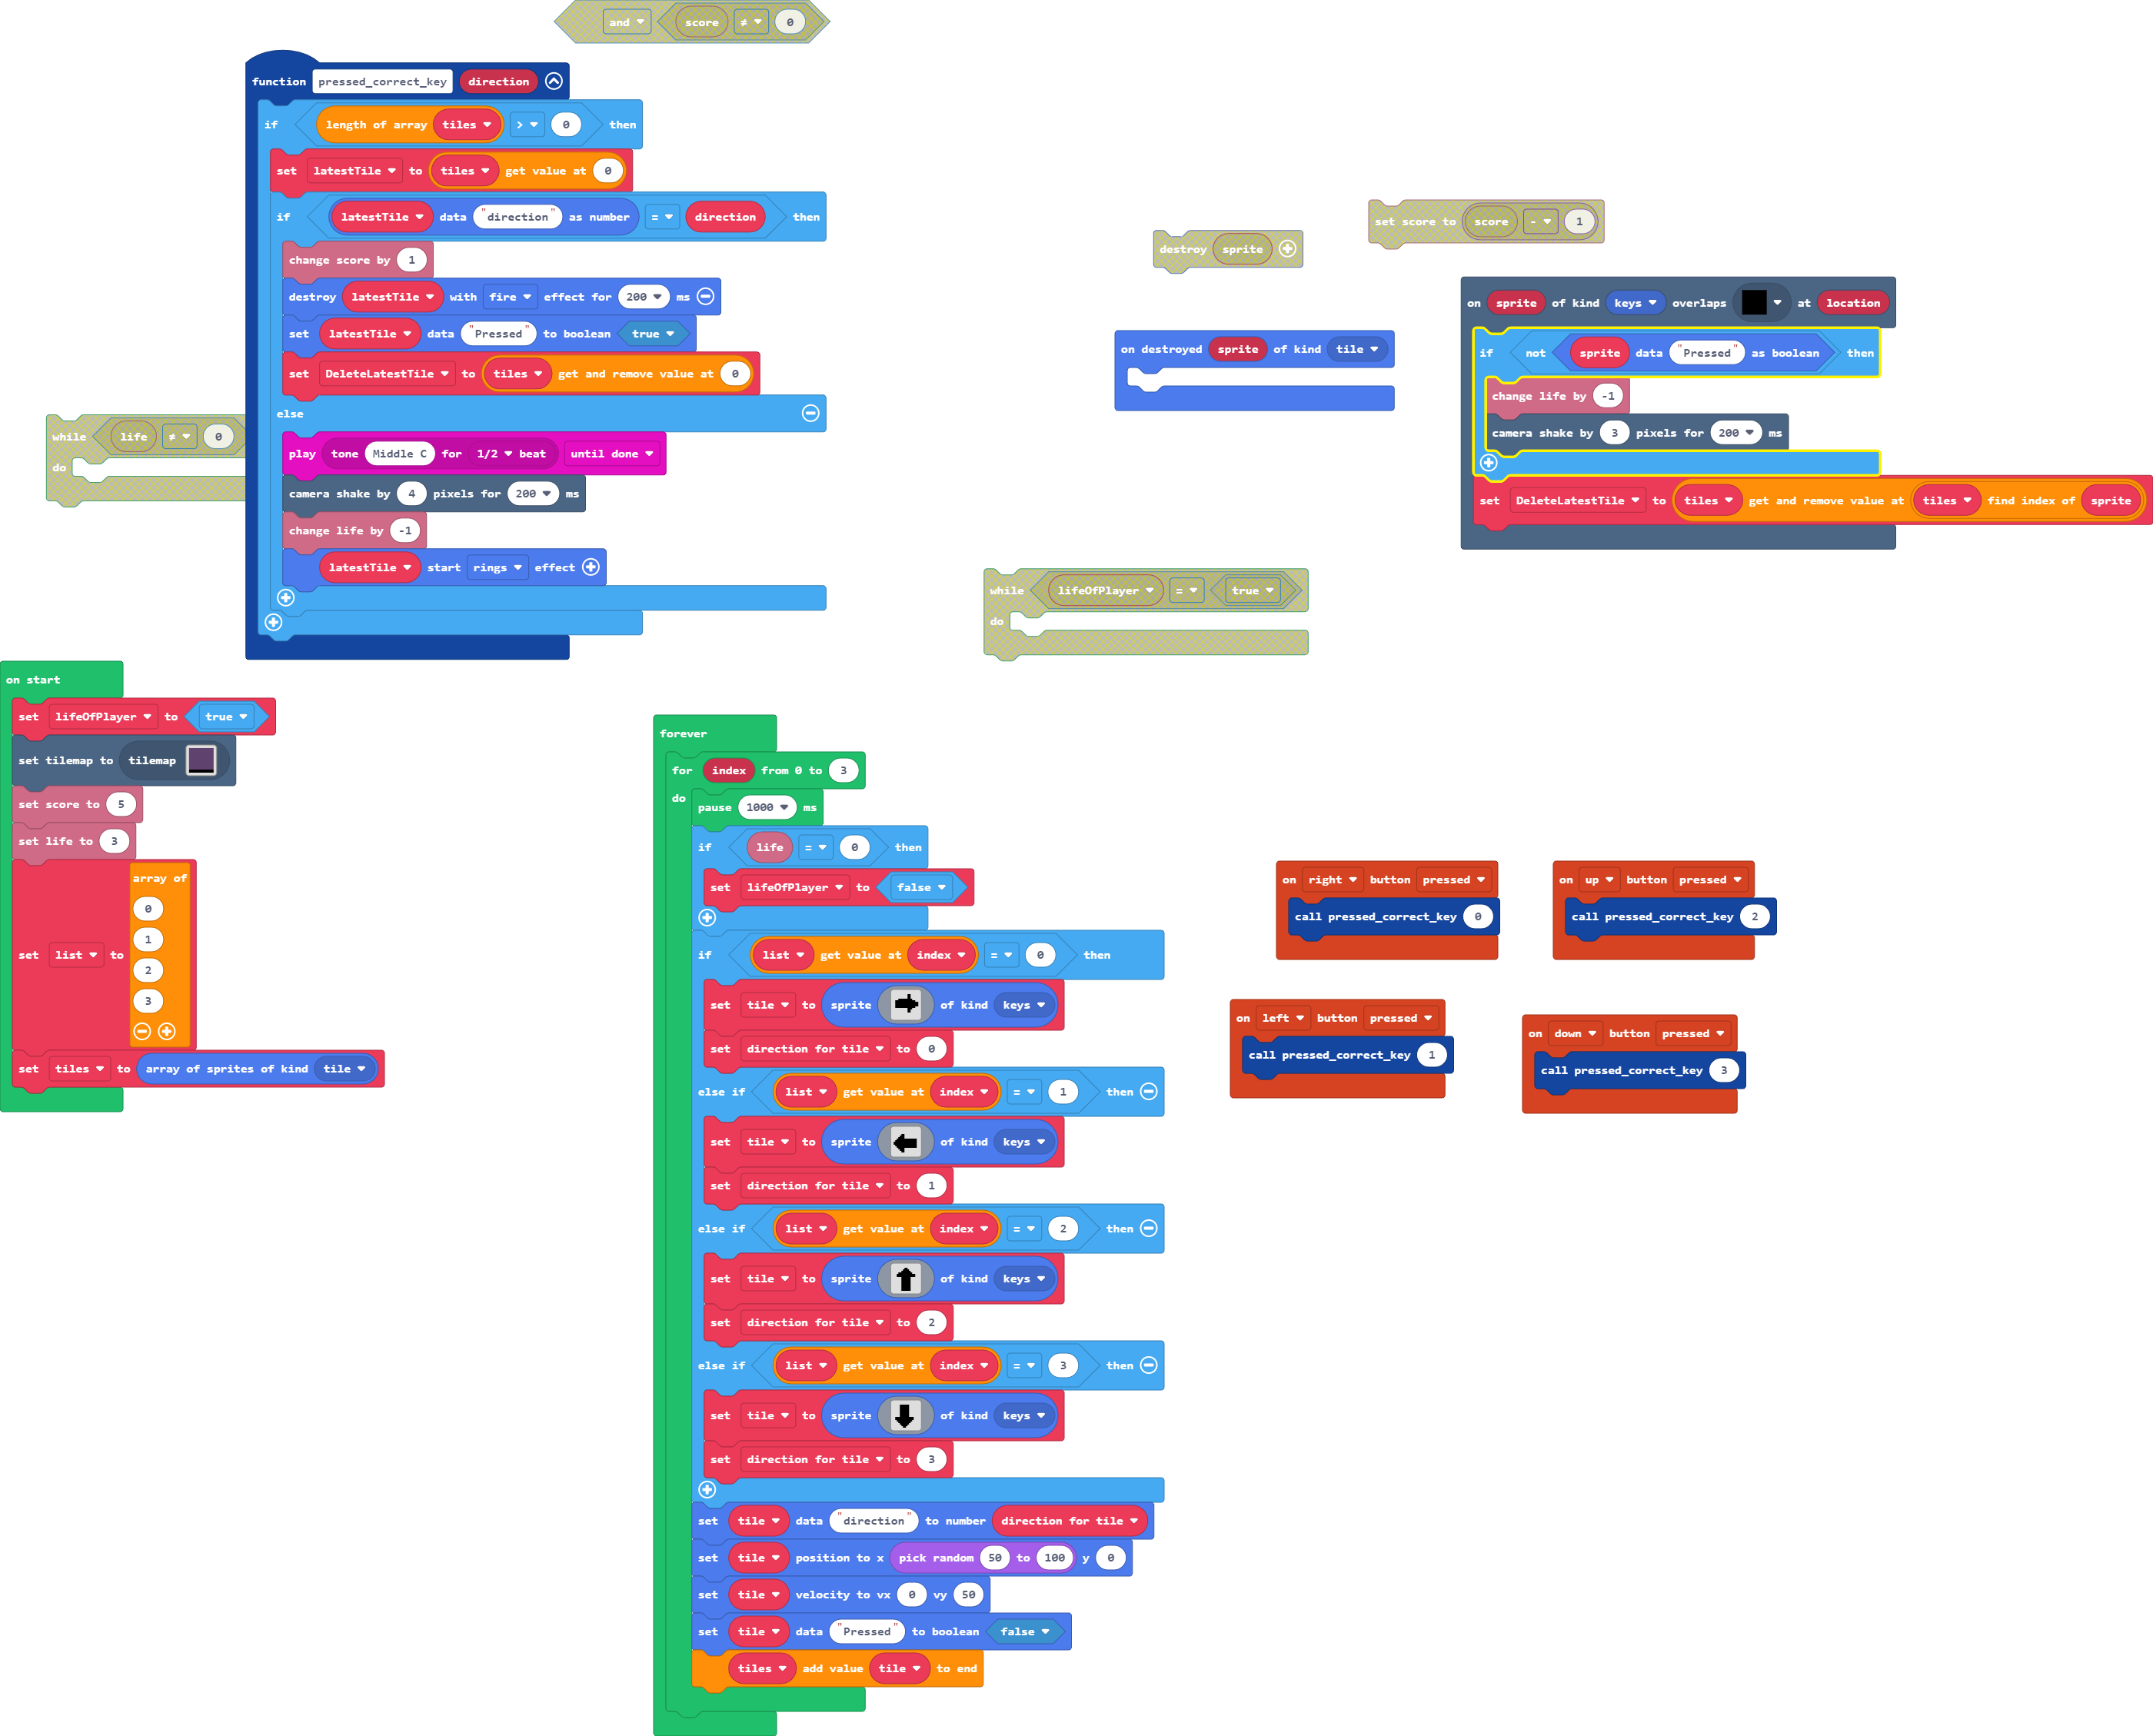 and score ≠ 0
function pressed_correct_key direction
if length of array tiles > 0 then
set latestTile to tiles get value at 0
if latestTile data "direction" as number = direction then
change score by 1
destroy latestTile with fire effect for 200 ms
set latestTile data "Pressed" to boolean true
set DeleteLatestTile to tiles get and remove value at 0
else
play tone Middle C for 1/2 beat until done
camera shake by 4 pixels for 200 ms
change life by -1
latestTile start rings effect
while life ≠ 0
do
destroy sprite
set score to score - 1
on destroyed sprite of kind tile
on sprite of kind keys overlaps at location
if not sprite data "Pressed" as boolean then
change life by -1
camera shake by 3 pixels for 200 ms
set DeleteLatestTile to tiles get and remove value at tiles find index of sprite
while lifeOfPlayer = true
do
on start
set lifeOfPlayer to true
set tilemap to tilemap
set score to 5
set life to 3
set list to array of
0
1
2
3
set tiles to array of sprites of kind tile
forever
for index from 0 to 3
do
pause 1000 ms
if life = 0 then
set lifeOfPlayer to false
if list get value at index = 0 then
set tile to sprite of kind keys
set direction for tile to 0
else if list get value at index = 1 then
set tile to sprite of kind keys
set direction for tile to 1
else if list get value at index = 2 then
set tile to sprite of kind keys
set direction for tile to 2
else if list get value at index = 3 then
set tile to sprite of kind keys
set direction for tile to 3
set tile data "direction" to number direction for tile
set tile position to x pick random 50 to 100 y 0
set tile velocity to vx 0 vy 50
set tile data "Pressed" to boolean false
tiles add value tile to end
on right button pressed
call pressed_correct_key 0
on up button pressed
call pressed_correct_key 2
on left button pressed
call pressed_correct_key 1
on down button pressed
call pressed_correct_key 3